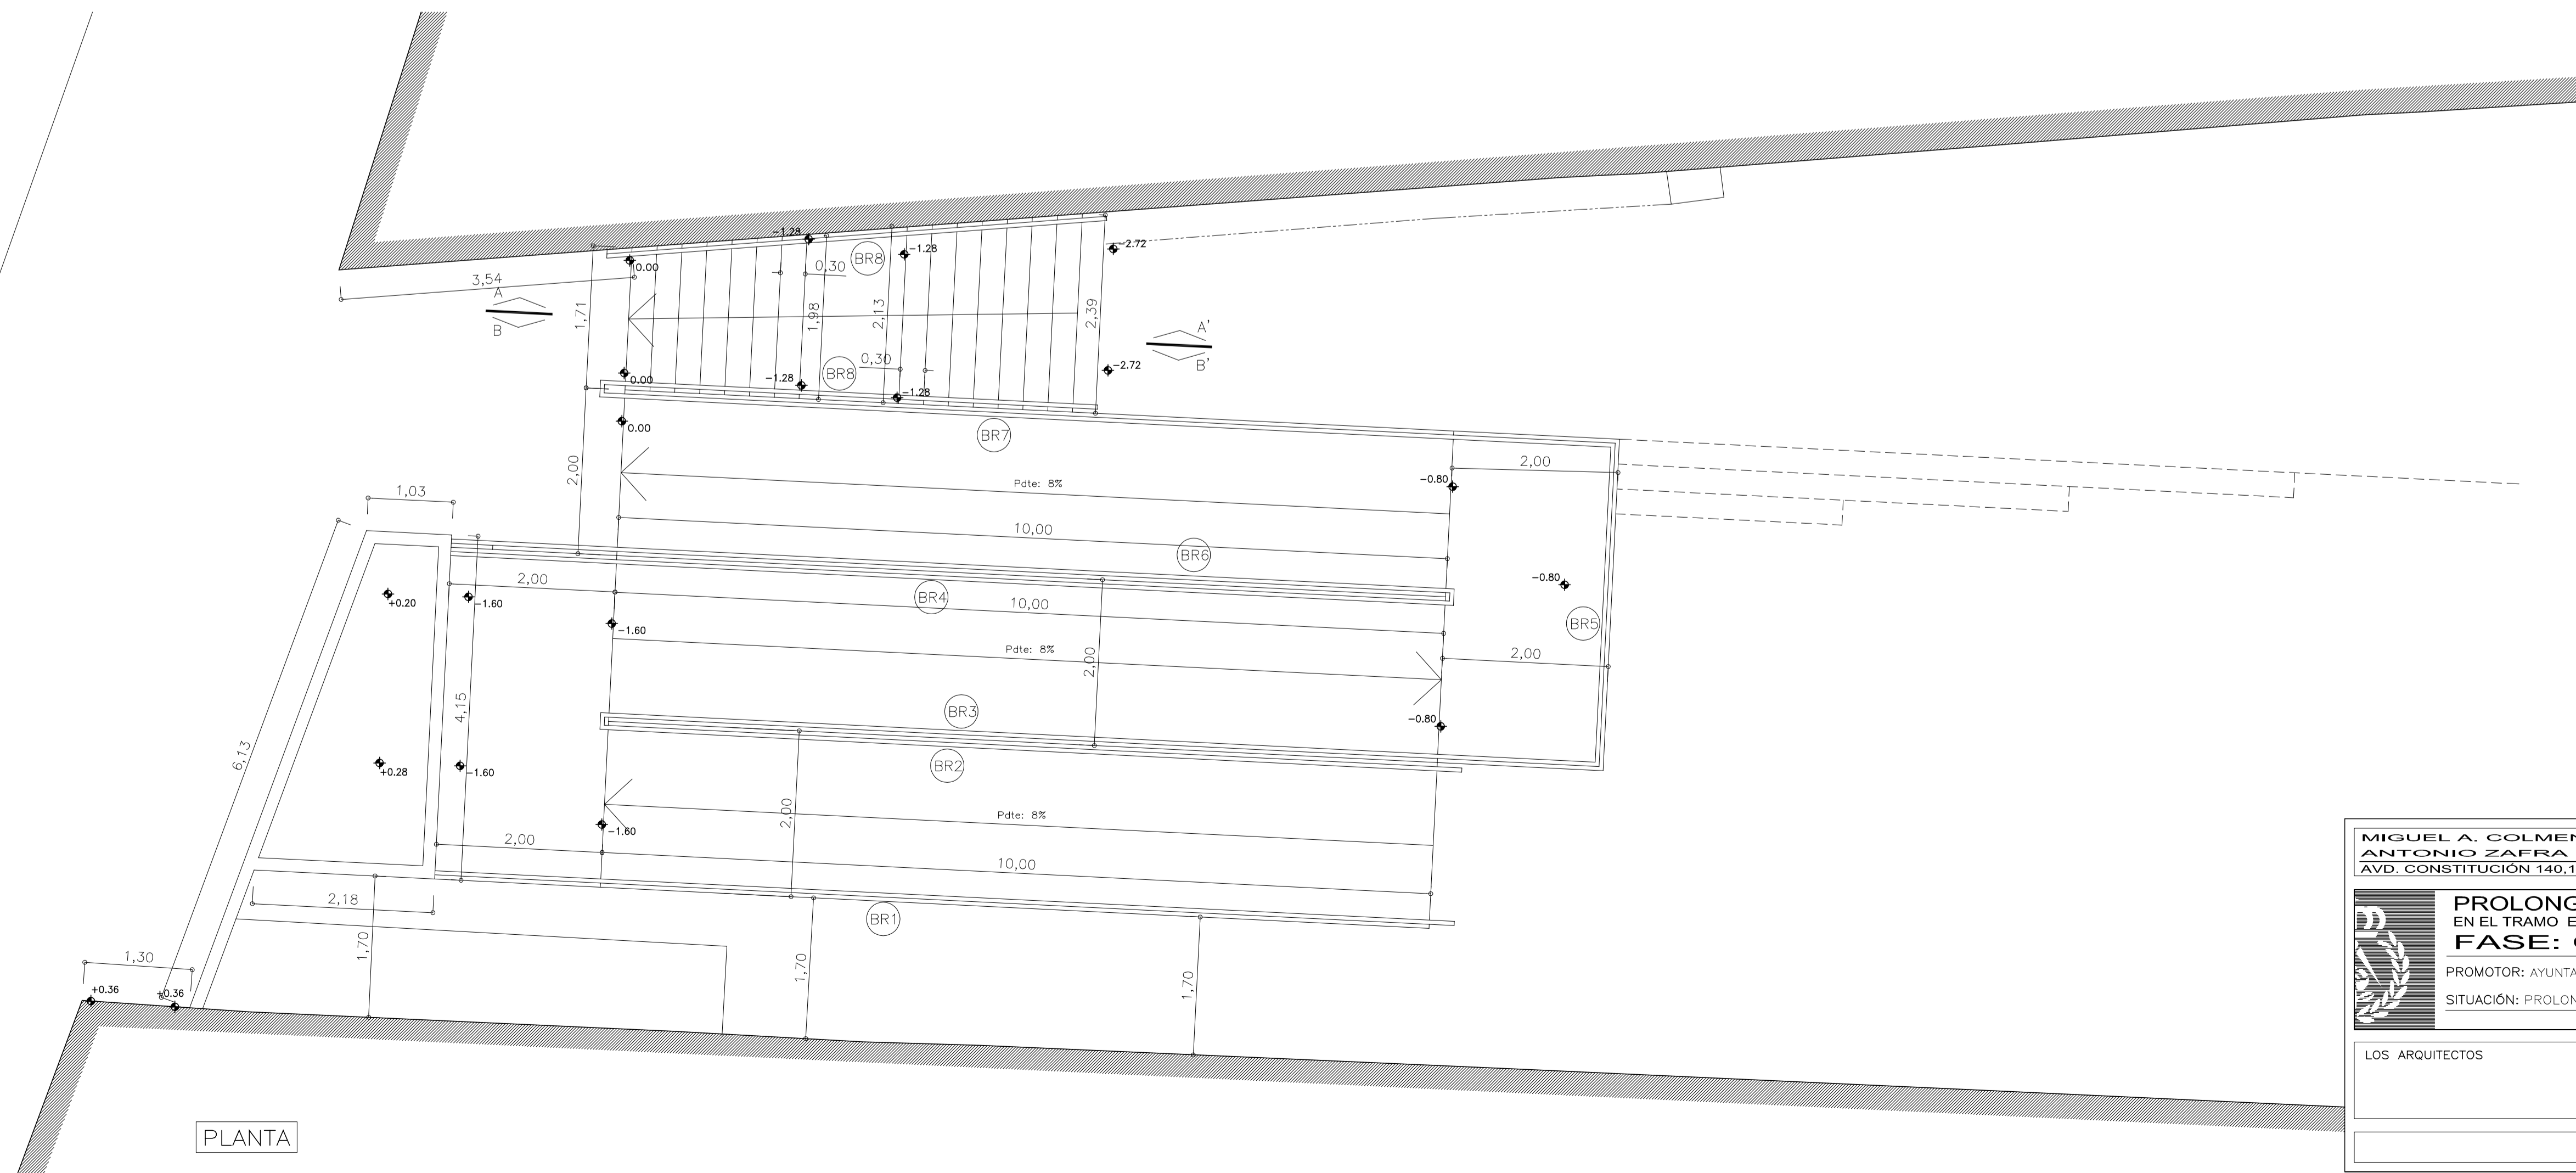 -1.28
-1.28
-2.72
0.00
0,30
BR8
3,54
A
B
1,71
1,98
2,13
2,39
A'
B'
0,30
BR8
-2.72
0.00
-1.28
-1.28
0.00
BR7
2,00
2,00
Pdte: 8%
-0.80
1,03
10,00
BR6
2,00
-0.80
+0.20
-1.60
BR4
10,00
BR5
-1.60
Pdte: 8%
2,00
2,00
4,15
BR3
-0.80
6,13
+0.28
-1.60
BR2
2,00
Pdte: 8%
-1.60
2,00
10,00
2,18
BR1
1,70
1,70
1,70
1,30
+0.36
+0.36
PLANTA
MIGUEL A.
ANTONIO ZAFRA
AVD. CONSTITUCIÓN 140,1
EN EL TRAMO
FASE:
PROMOTOR:
SITUACIÓN:
LOS ARQUITECTOS